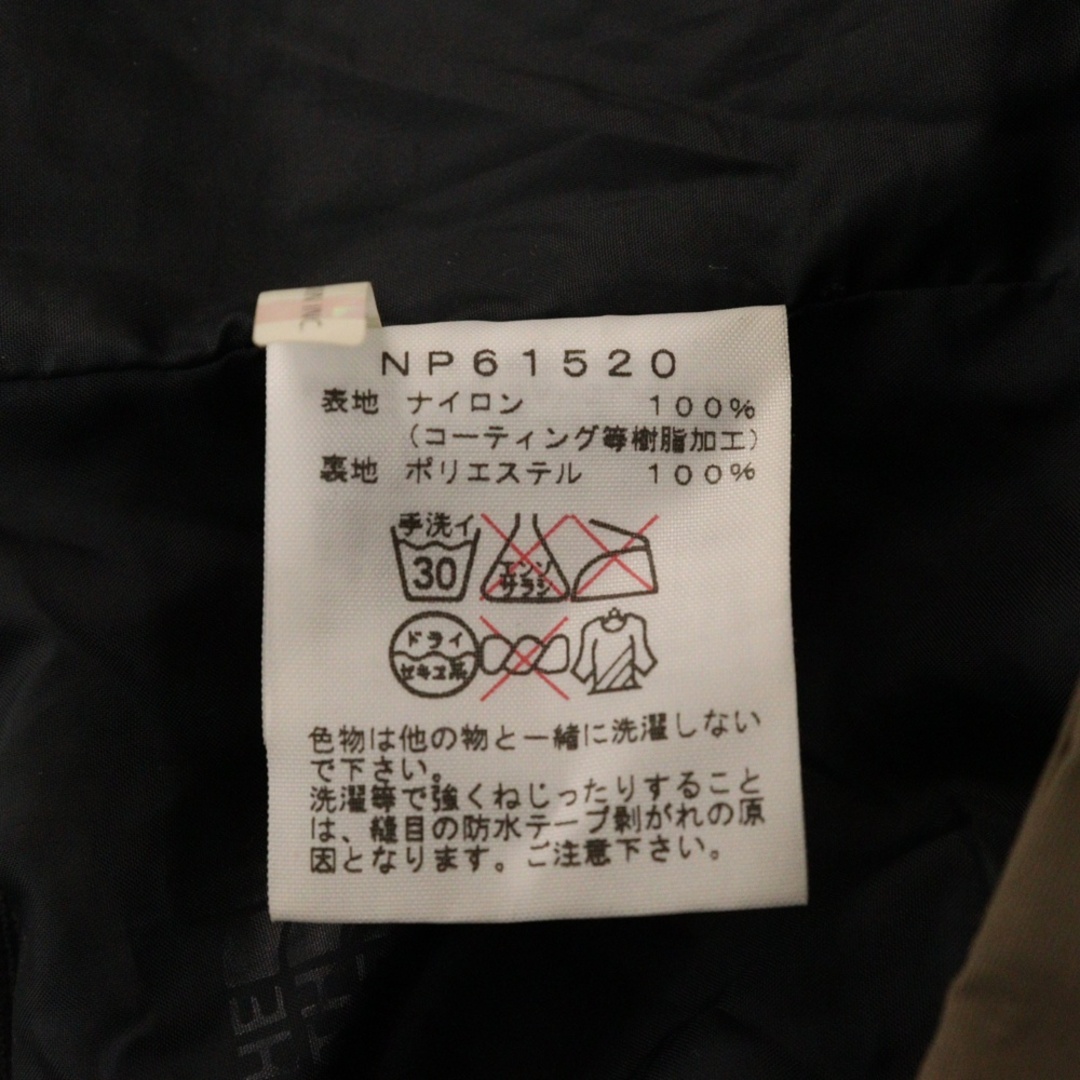 N INC
NP61520
表地 ナイロン 100%
(コーティング等樹脂加工)
裏地 ポリエステル 100%
手洗イ
30
エンソ
サラシ
ドライ
セキユ系
色物は他の物と一緒に洗濯しない
で下さい。
洗濯等で強くねじったりすること
は、縫目の防水テープ剥がれの原
因となります。ご注意下さい。
THE